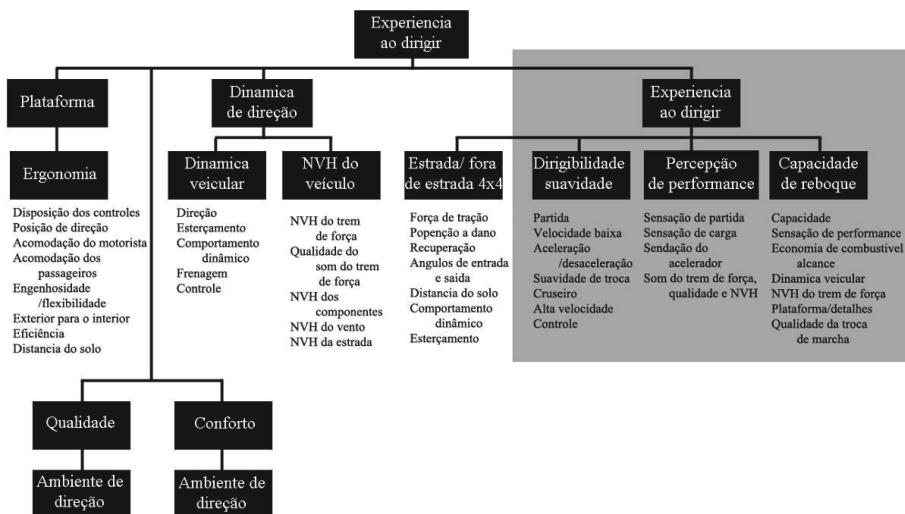 Experiencia
ao dirigir
Plataforma
Dinamica
de direção
Experiencia
ao dirigir
Ergonomia
Disposição dos controles
Posição de direção
Acomodação do motorista
Acomodação dos
passageiros
Engenhosidade
/flexibilidade
Exterior para o interior
Eficiência
Distancia do solo
Dinamica
veicular
Direção
Esterçamento
Comportamento
dinâmico
Frenagem
Controle
NVH do
veículo
NVH do trem
de força
Qualidade do
som do trem
de força
NVH dos
componentes
NVH do vento
NVH da estrada
Estrada/ fora
de estrada 4x4
Força de tração
Popenção a dano
Recuperação
Angulos de entrada
e saida
Distancia do solo
Comportamento
dinâmico
Esterçamento
Dirigibilidade
suavidade
Partida
Velocidade baixa
Aceleração
/desaceleração
Suavidade de troca
Cruseiro
Alta velocidade
Controle
Percepção
de performance
Sensação de partida
Sensação de carga
Sendação do
acelerador
Som do trem de força,
qualidade e NVH
Capacidade
de reboque
Capacidade
Sensação de performance
Economia de combustivel
alcance
Dinamica veicular
NVH do trem de força
Plataforma/detalhes
Qualidade da troca
de marcha
Qualidade
Conforto
Ambiente de
direção
Ambiente de
direção